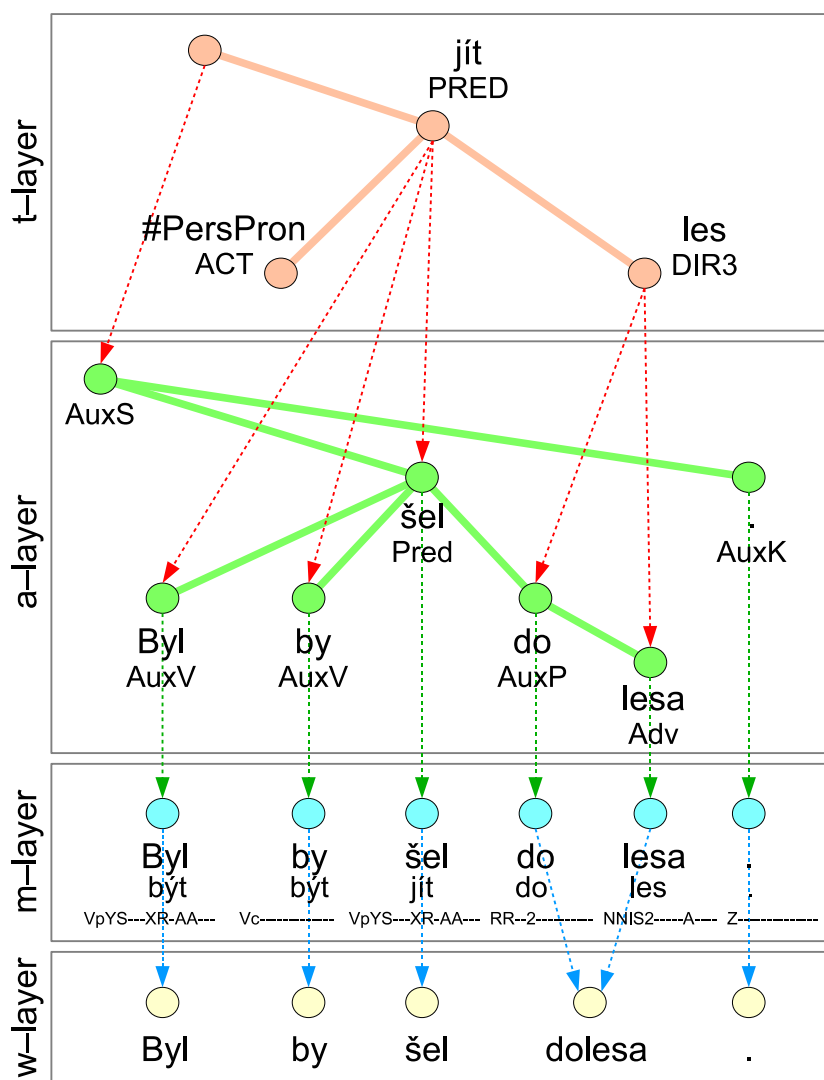 t–layer
jít
PRED
#PersPron
ACT
les
DIR3
a–layer
AuxS
šel
Pred
.
AuxK
Byl
AuxV
by
AuxV
do
AuxP
lesa
Adv
m–layer
Byl by šel do lesa .
být být jít do les .
VpYS---XR-AA--- Vc------------- VpYS---XR-AA--- RR--2---------- NNIS2-----A---- Z--------------
w–layer
Byl by šel dolesa .